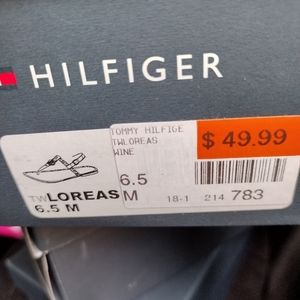 HILFIGER
TOMMY HILFIGE
TWLOREAS
WINE
$ 49.99
TWLOREAS
6.5 M
6.5
M
18-1 214 783